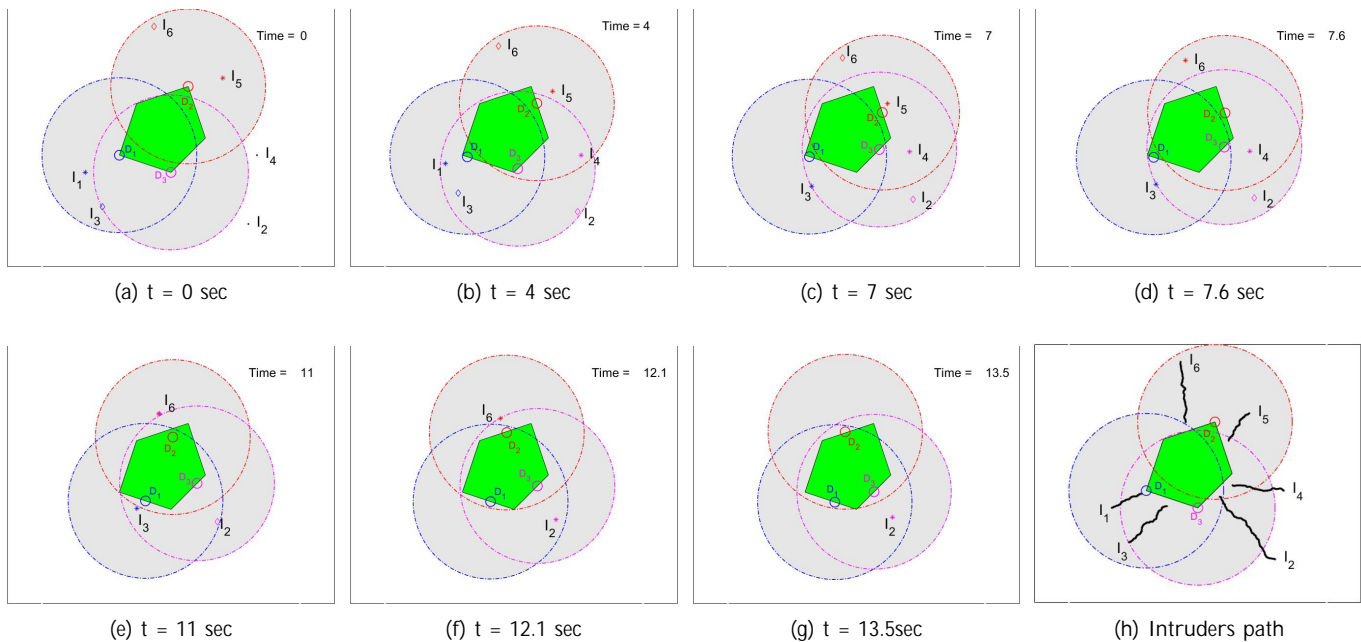 Time = 0
I6
I5
D2
D1
I4
I1
D3
I3
I2
(a) t = 0 sec
Time = 4
I6
I5
D2
D1
I4
I1
D3
I3
I2
(b) t = 4 sec
Time = 7
I6
I5
D2
D3
D1
I4
I3
I2
(c) t = 7 sec
Time = 7.6
I6
D2
D3
D1
I4
I3
I2
(d) t = 7.6 sec
Time = 11
I6
D2
D3
D1
I3
I2
(e) t = 11 sec
Time = 12.1
I6
D2
D3
D1
I2
(f) t = 12.1 sec
Time = 13.5
D2
D3
D1
I2
(g) t = 13.5sec
I6
I5
D2
D1
I4
I1
D3
I3
I2
(h) Intruders path